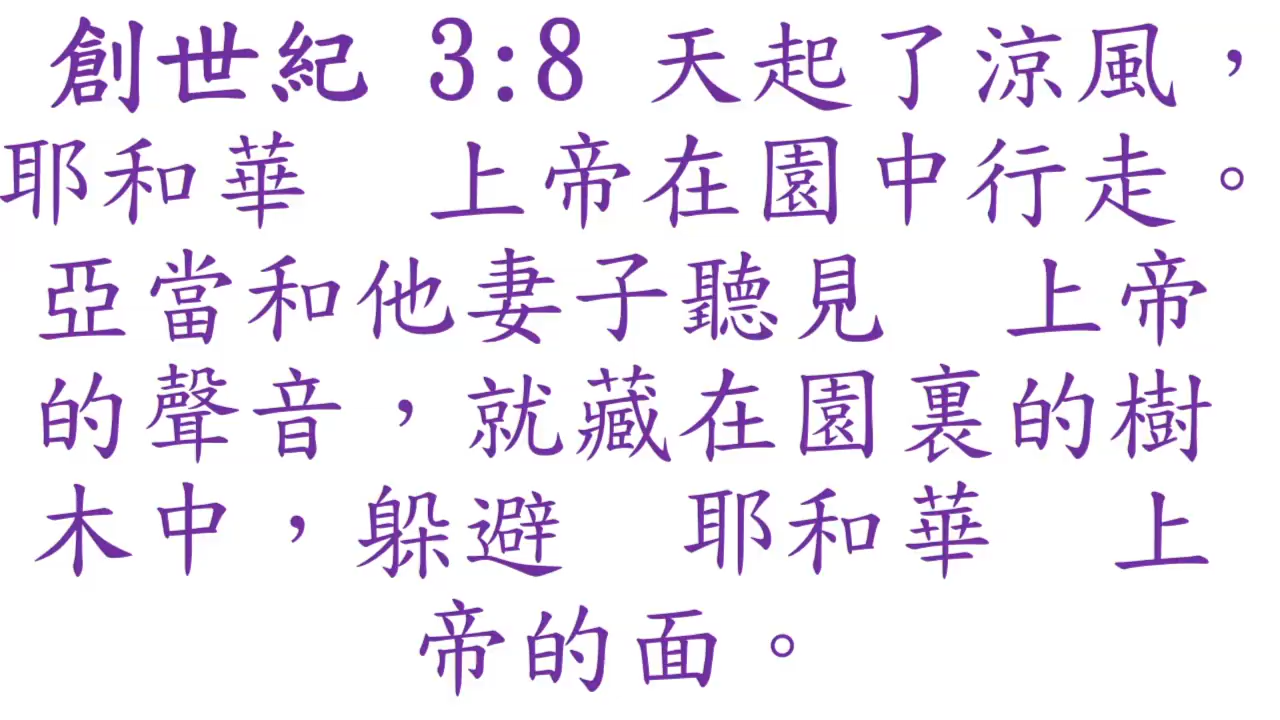 創世紀 3:8 天起了涼風，
耶和華　上帝在園中行走。
亞當和他妻子聽見　上帝
的聲音，就藏在園裏的樹
木中，躲避　耶和華　上
帝的面。